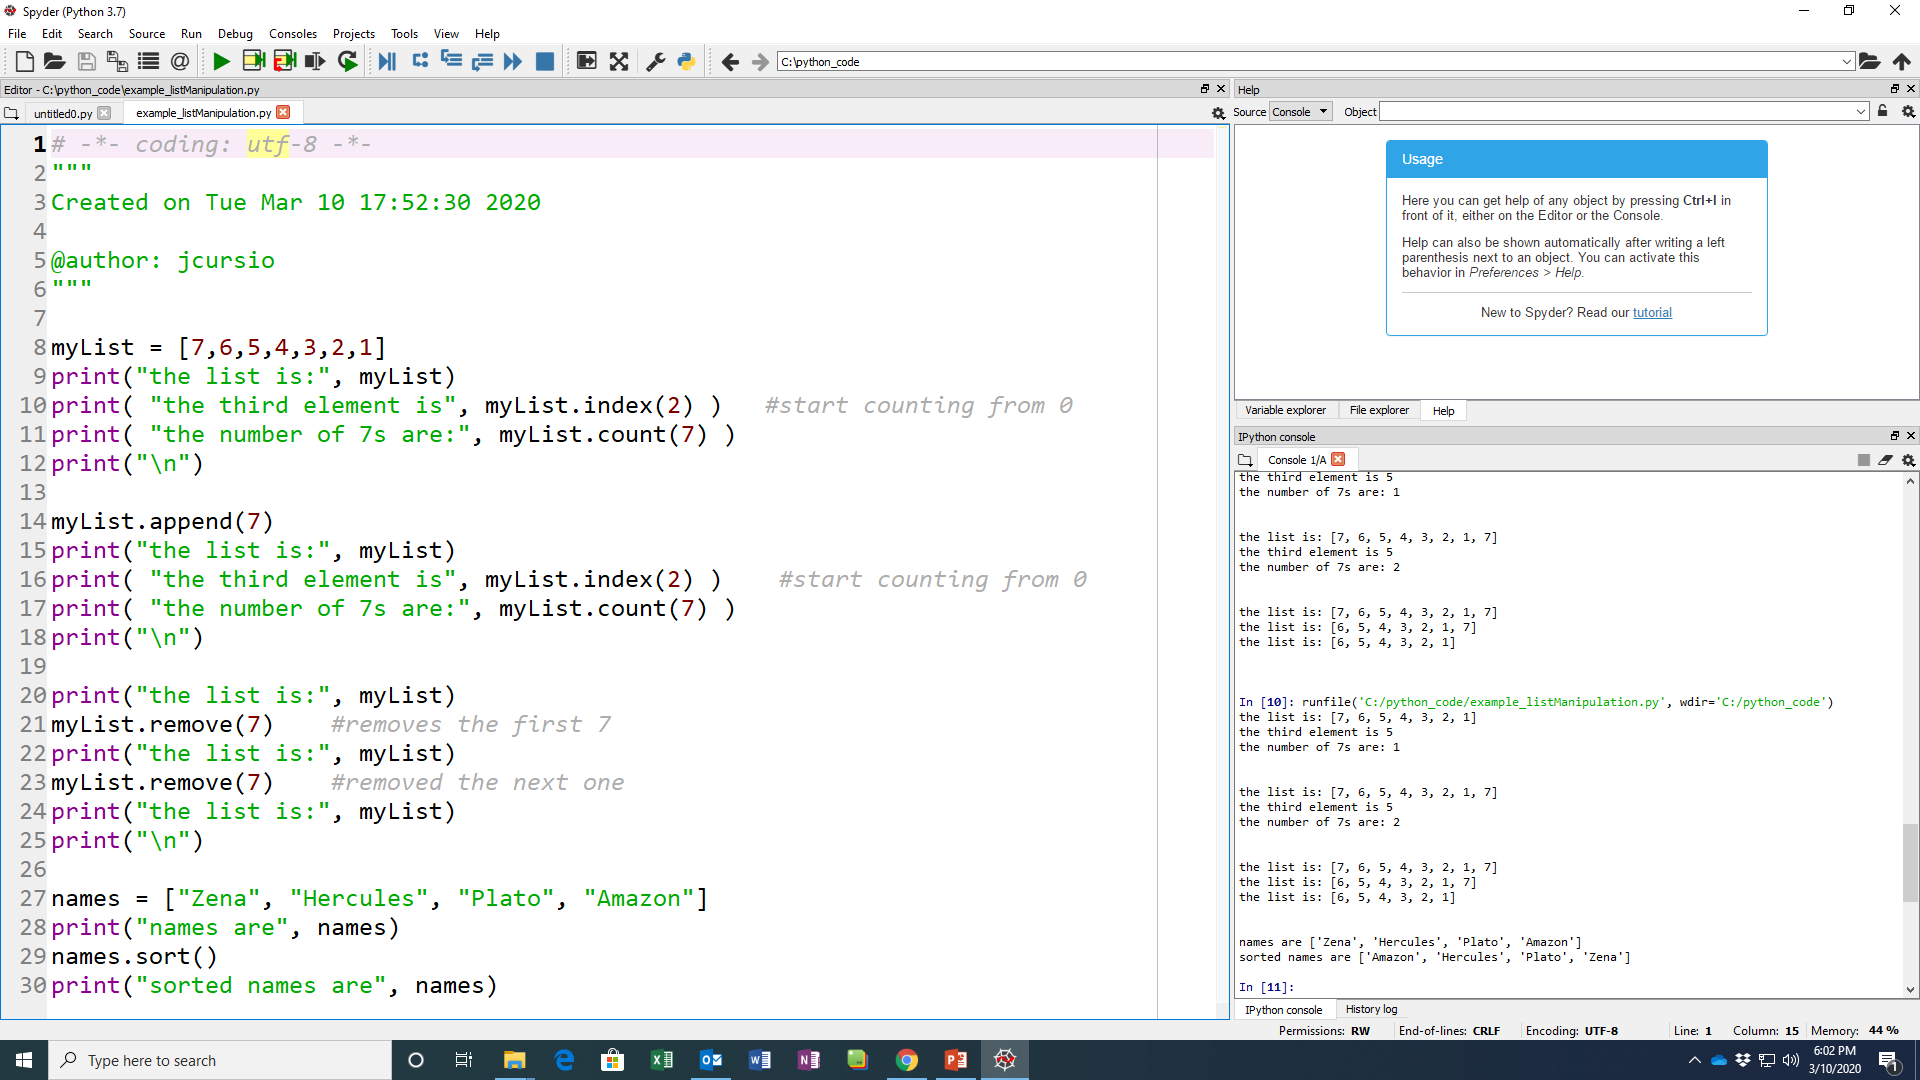 Spyder (Python 3.7)
File Edit Search Source Run Debug Consoles Projects Tools View Help
C:\python_code
Editor - C:\python_code\example_listManipulation.py
untitled0.py
example_listManipulation.py
1 # -*- coding: utf-8 -*-
2 """
3 Created on Tue Mar 10 17:52:30 2020
4
5 @author: jcursio
6 """
7
8 myList = [7,6,5,4,3,2,1]
9 print("the list is:", myList)
10 print( "the third element is", myList.index(2) )   #start counting from 0
11 print( "the number of 7s are:", myList.count(7) )
12 print("\n")
13
14 myList.append(7)
15 print("the list is:", myList)
16 print( "the third element is", myList.index(2) )    #start counting from 0
17 print( "the number of 7s are:", myList.count(7) )
18 print("\n")
19
20 print("the list is:", myList)
21 myList.remove(7)    #removes the first 7
22 print("the list is:", myList)
23 myList.remove(7)    #removed the next one
24 print("the list is:", myList)
25 print("\n")
26
27 names = ["Zena", "Hercules", "Plato", "Amazon"]
28 print("names are", names)
29 names.sort()
30 print("sorted names are", names)
Help
Source Console Object
Usage
Here you can get help of any object by pressing Ctrl+I in
front of it, either on the Editor or the Console.
Help can also be shown automatically after writing a left
parenthesis next to an object. You can activate this
behavior in Preferences > Help.
New to Spyder? Read our tutorial
Variable explorer File explorer Help
IPython console
Console 1/A
the third element is 5
the number of 7s are: 1
the list is: [7, 6, 5, 4, 3, 2, 1, 7]
the third element is 5
the number of 7s are: 2
the list is: [7, 6, 5, 4, 3, 2, 1, 7]
the list is: [6, 5, 4, 3, 2, 1, 7]
the list is: [6, 5, 4, 3, 2, 1]
In [10]: runfile('C:/python_code/example_listManipulation.py', wdir='C:/python_code')
the list is: [7, 6, 5, 4, 3, 2, 1]
the third element is 5
the number of 7s are: 1
the list is: [7, 6, 5, 4, 3, 2, 1, 7]
the third element is 5
the number of 7s are: 2
the list is: [7, 6, 5, 4, 3, 2, 1, 7]
the list is: [6, 5, 4, 3, 2, 1, 7]
the list is: [6, 5, 4, 3, 2, 1]
names are ['Zena', 'Hercules', 'Plato', 'Amazon']
sorted names are ['Amazon', 'Hercules', 'Plato', 'Zena']
In [11]:
IPython console History log
Permissions: RW End-of-lines: CRLF Encoding: UTF-8 Line: 1 Column: 15 Memory: 44 %
Type here to search
6:02 PM
3/10/2020
1